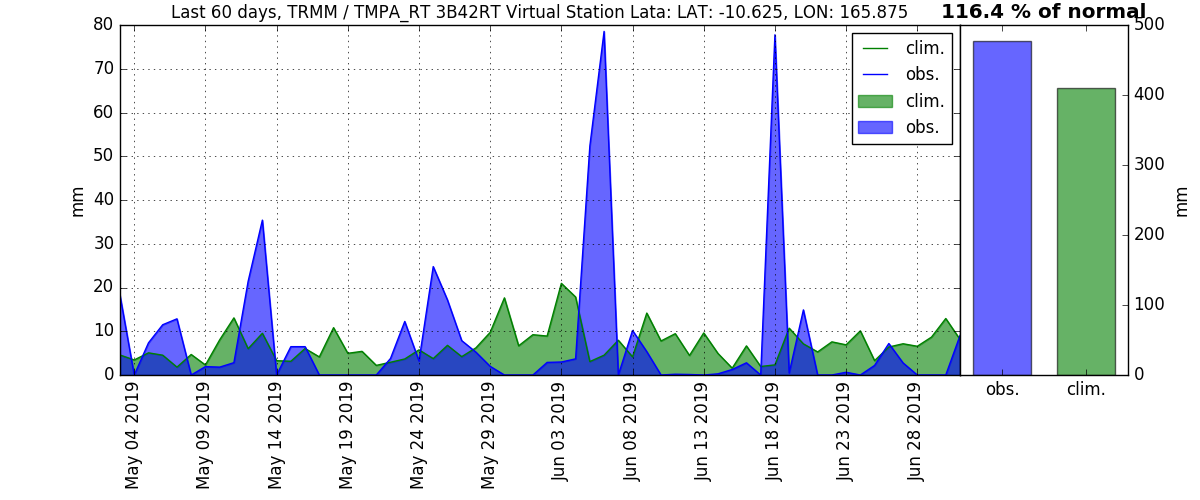 Last 60 days, TRMM / TMPA_RT 3B42RT Virtual Station Lata: LAT: -10.625, LON: 165.875
116.4 % of normal
mm
80
70
60
50
40
30
20
10
0
clim.
obs.
clim.
obs.
May 04 2019
May 09 2019
May 14 2019
May 19 2019
May 24 2019
May 29 2019
Jun 03 2019
Jun 08 2019
Jun 13 2019
Jun 18 2019
Jun 23 2019
Jun 28 2019
500
400
300
200
100
0
mm
obs.
clim.